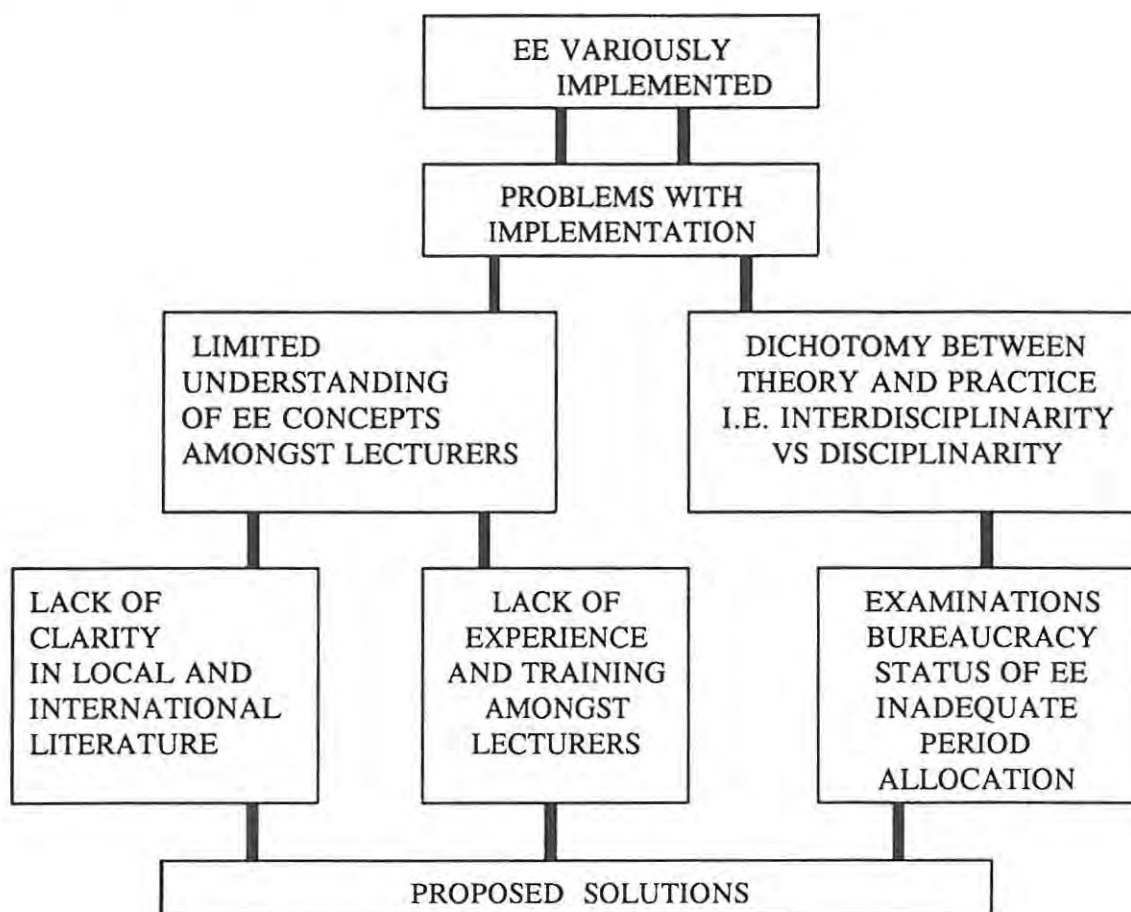 EE VARIOUSLY
IMPLEMENTED
PROBLEMS WITH
IMPLEMENTATION
LIMITED
UNDERSTANDING
OF EE CONCEPTS
AMONGST LECTURERS
DICHOTOMY BETWEEN
THEORY AND PRACTICE
I.E. INTERDISCIPLINARITY
VS DISCIPLINARITY
LACK OF
CLARITY
IN LOCAL AND
INTERNATIONAL
LITERATURE
LACK OF
EXPERIENCE
AND TRAINING
AMONGST
LECTURERS
EXAMINATIONS
BUREAUCRACY
STATUS OF EE
INADEQUATE
PERIOD
ALLOCATION
PROPOSED SOLUTIONS